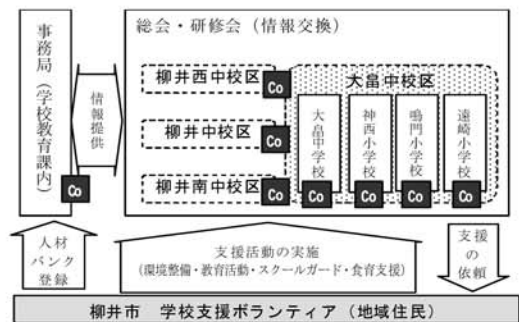 事務局(学校教育課内)
Co
情報提供
総会・研修会(情報交換)
柳井西中校区
Co
柳井中校区
Co
柳井南中校区
Co
大畠中校区
大畠中学校
Co
神西小学校
Co
鳴門小学校
Co
遠崎小学校
Co
人材
バンク
登録
支援活動の実施
(環境整備・教育活動・スクールガード・食育支援)
支援
の
依頼
柳井市 学校支援ボランティア(地域住民)